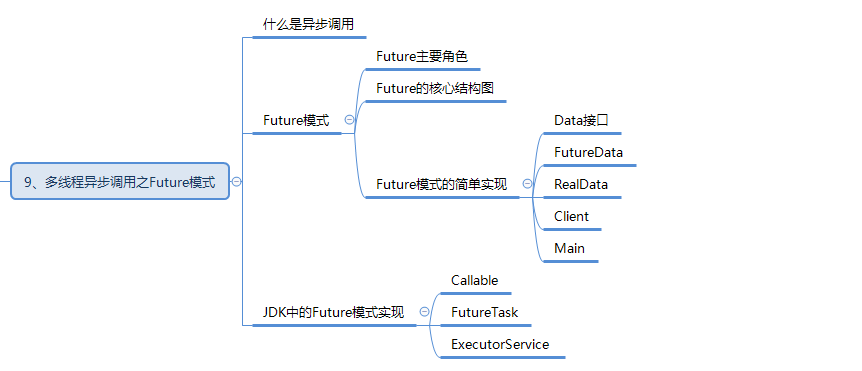 什么是异步调用
Future主要角色
Future的核心结构图
Future模式
Data接口
FutureData
9、多线程异步调用之Future模式
Future模式的简单实现
RealData
Client
Main
Callable
JDK中的Future模式实现
FutureTask
ExecutorService